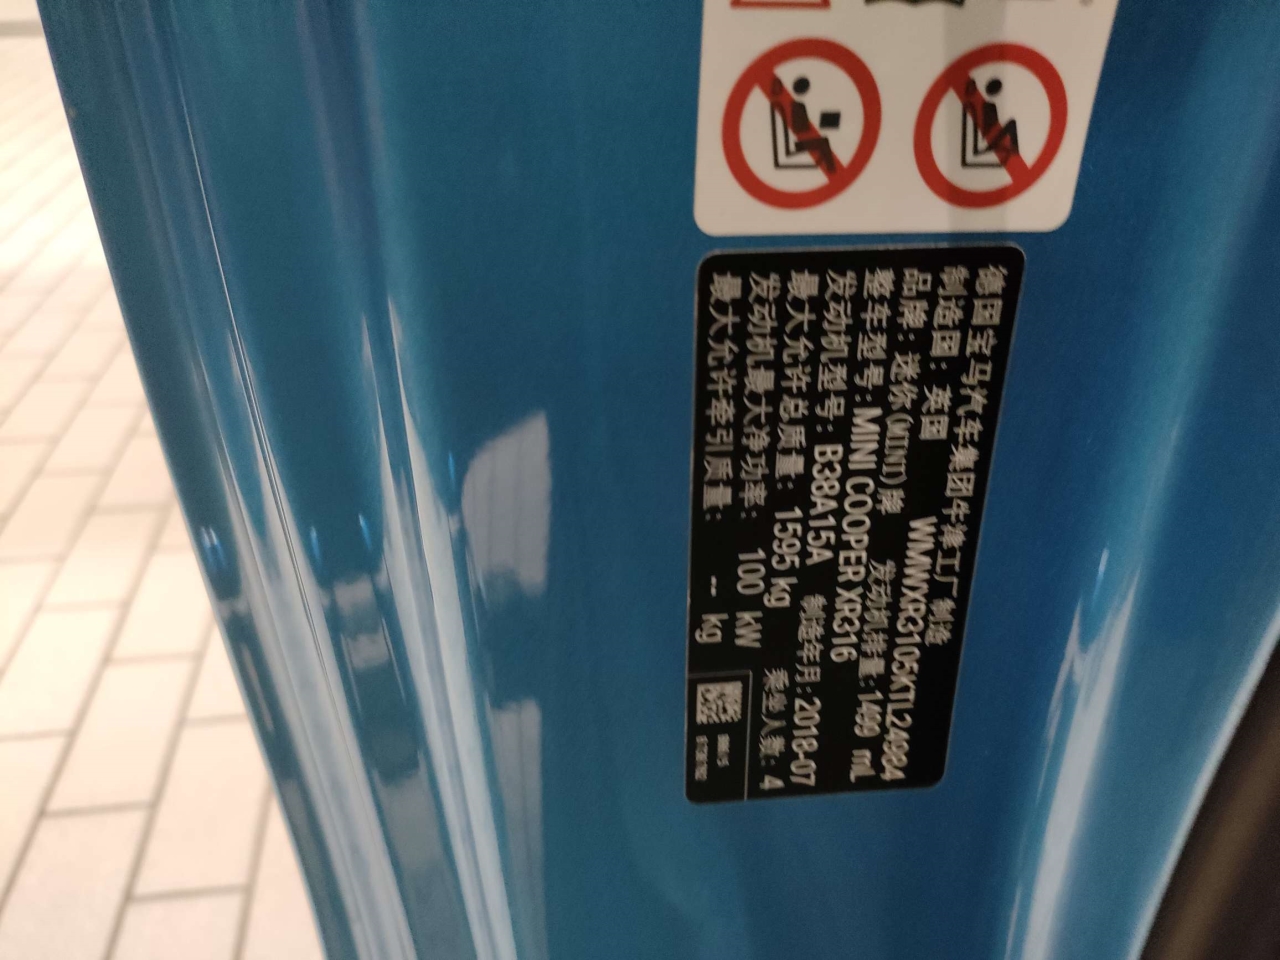 德国宝马汽车集团牛津工厂制造
制造国：英国 WMWXR3105KTL24984
品牌：迷你(MINI)牌 发动机排量：1499 mL
整车型号：MINI COOPER XR316
发动机型号：B38A15A 制造年月：2018-07
最大允许总质量：1595 kg 乘坐人数：4
发动机最大净功率：100 kW
最大允许牵引质量：-- kg